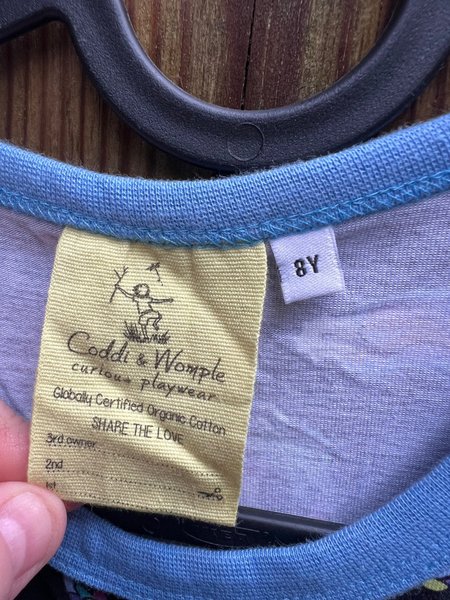 Coddi & Womple
curious playwear
Globally Certified Organic Cotton
SHARE THE LOVE
3rd owner
2nd
1st
8Y